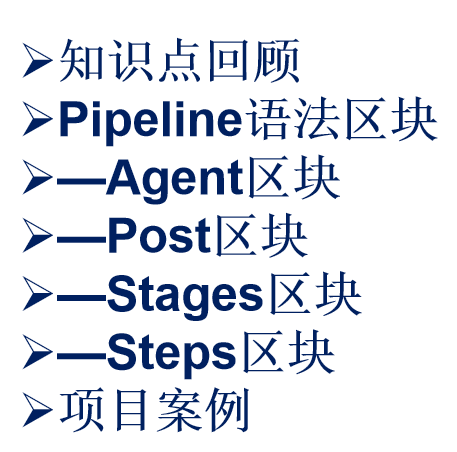 ➢知识点回顾
➢Pipeline语法区块
➢—Agent区块
➢—Post区块
➢—Stages区块
➢—Steps区块
➢项目案例